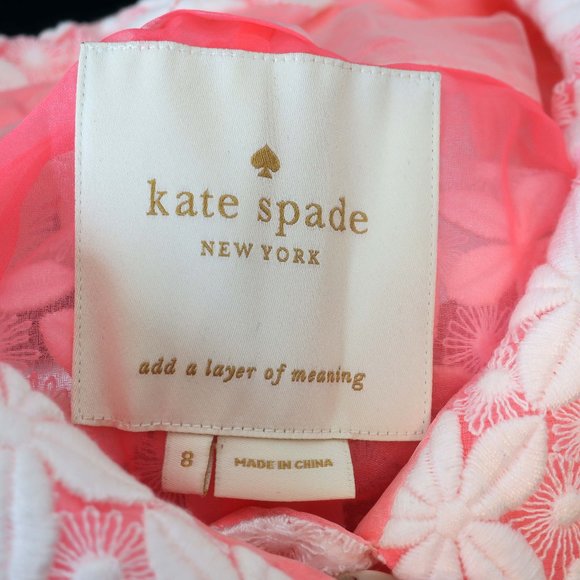 kate spade
NEW YORK
add a layer of meaning
8
MADE IN CHINA